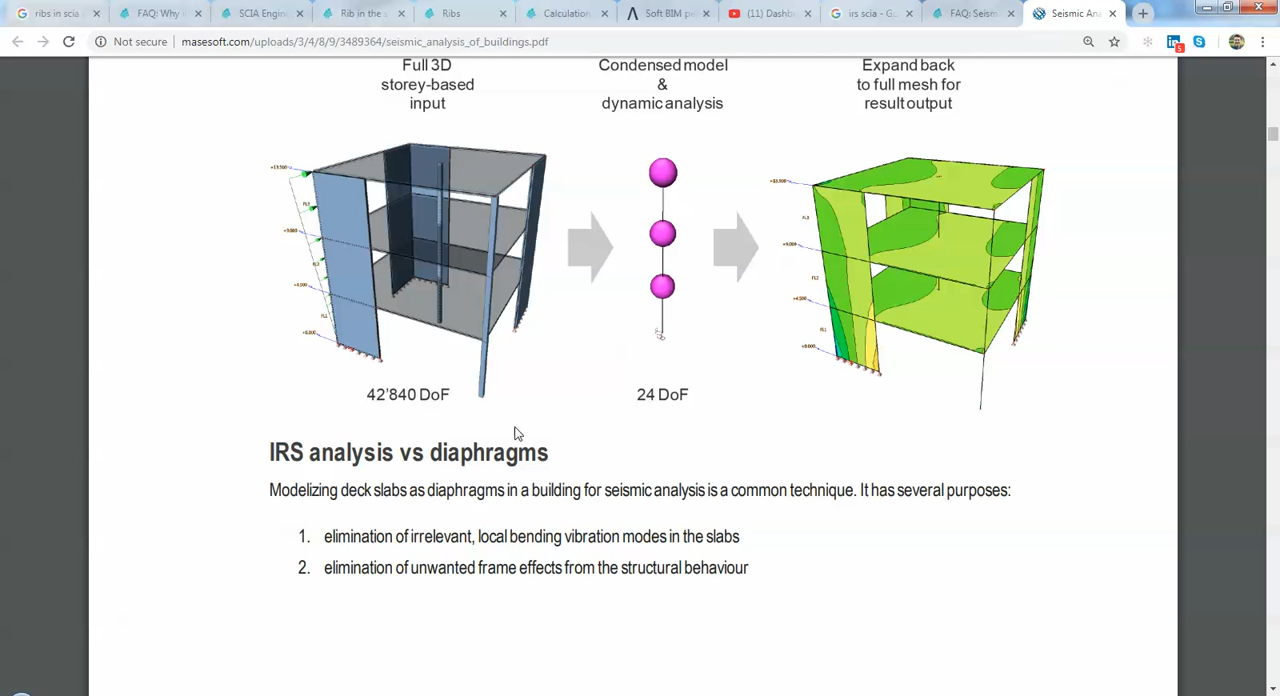 ribs in scia
FAQ: Why i
SCIA Engin
Rib in the s
Ribs
Calculation
Soft BIM pe
(11) Dashb
irs scia - Go
FAQ: Seism
Seismic Ana
Not secure | masesoft.com/uploads/3/4/8/9/3489364/seismic_analysis_of_buildings.pdf
5
Full 3D
storey-based
input
Condensed model
&
dynamic analysis
Expand back
to full mesh for
result output
42'840 DoF
24 DoF
IRS analysis vs diaphragms
Modelizing deck slabs as diaphragms in a building for seismic analysis is a common technique. It has several purposes:
1. elimination of irrelevant, local bending vibration modes in the slabs
2. elimination of unwanted frame effects from the structural behaviour